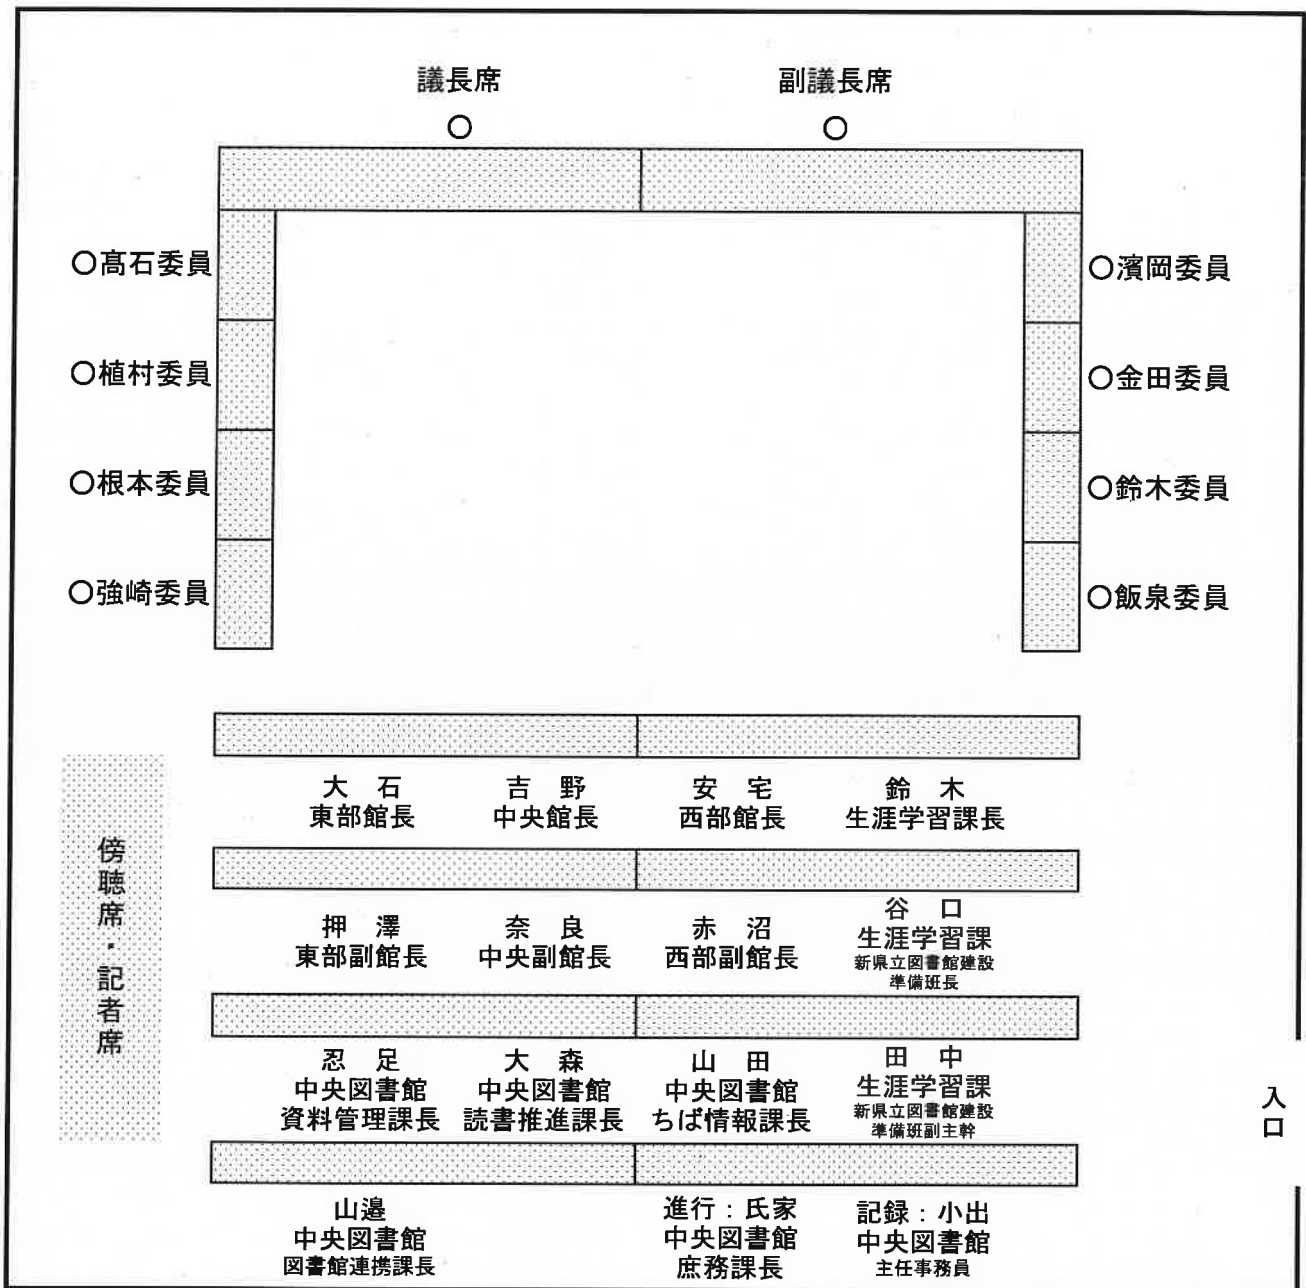 議長席
副議長席
○
○
○髙石委員
○濱岡委員
○植村委員
○金田委員
○根本委員
○鈴木委員
○強崎委員
○飯泉委員
大　石
東部館長
吉　野
中央館長
安　宅
西部館長
鈴　木
生涯学習課長
傍聴席・記者席
押　澤
東部副館長
奈　良
中央副館長
赤　沼
西部副館長
谷　口
生涯学習課
新県立図書館建設
準備班長
忍　足
中央図書館
資料管理課長
大　森
中央図書館
読書推進課長
山　田
中央図書館
ちば情報課長
田　中
生涯学習課
新県立図書館建設
準備班副主幹
入口
山邉
中央図書館
図書館連携課長
進行：氏家
中央図書館
庶務課長
記録：小出
中央図書館
主任事務員